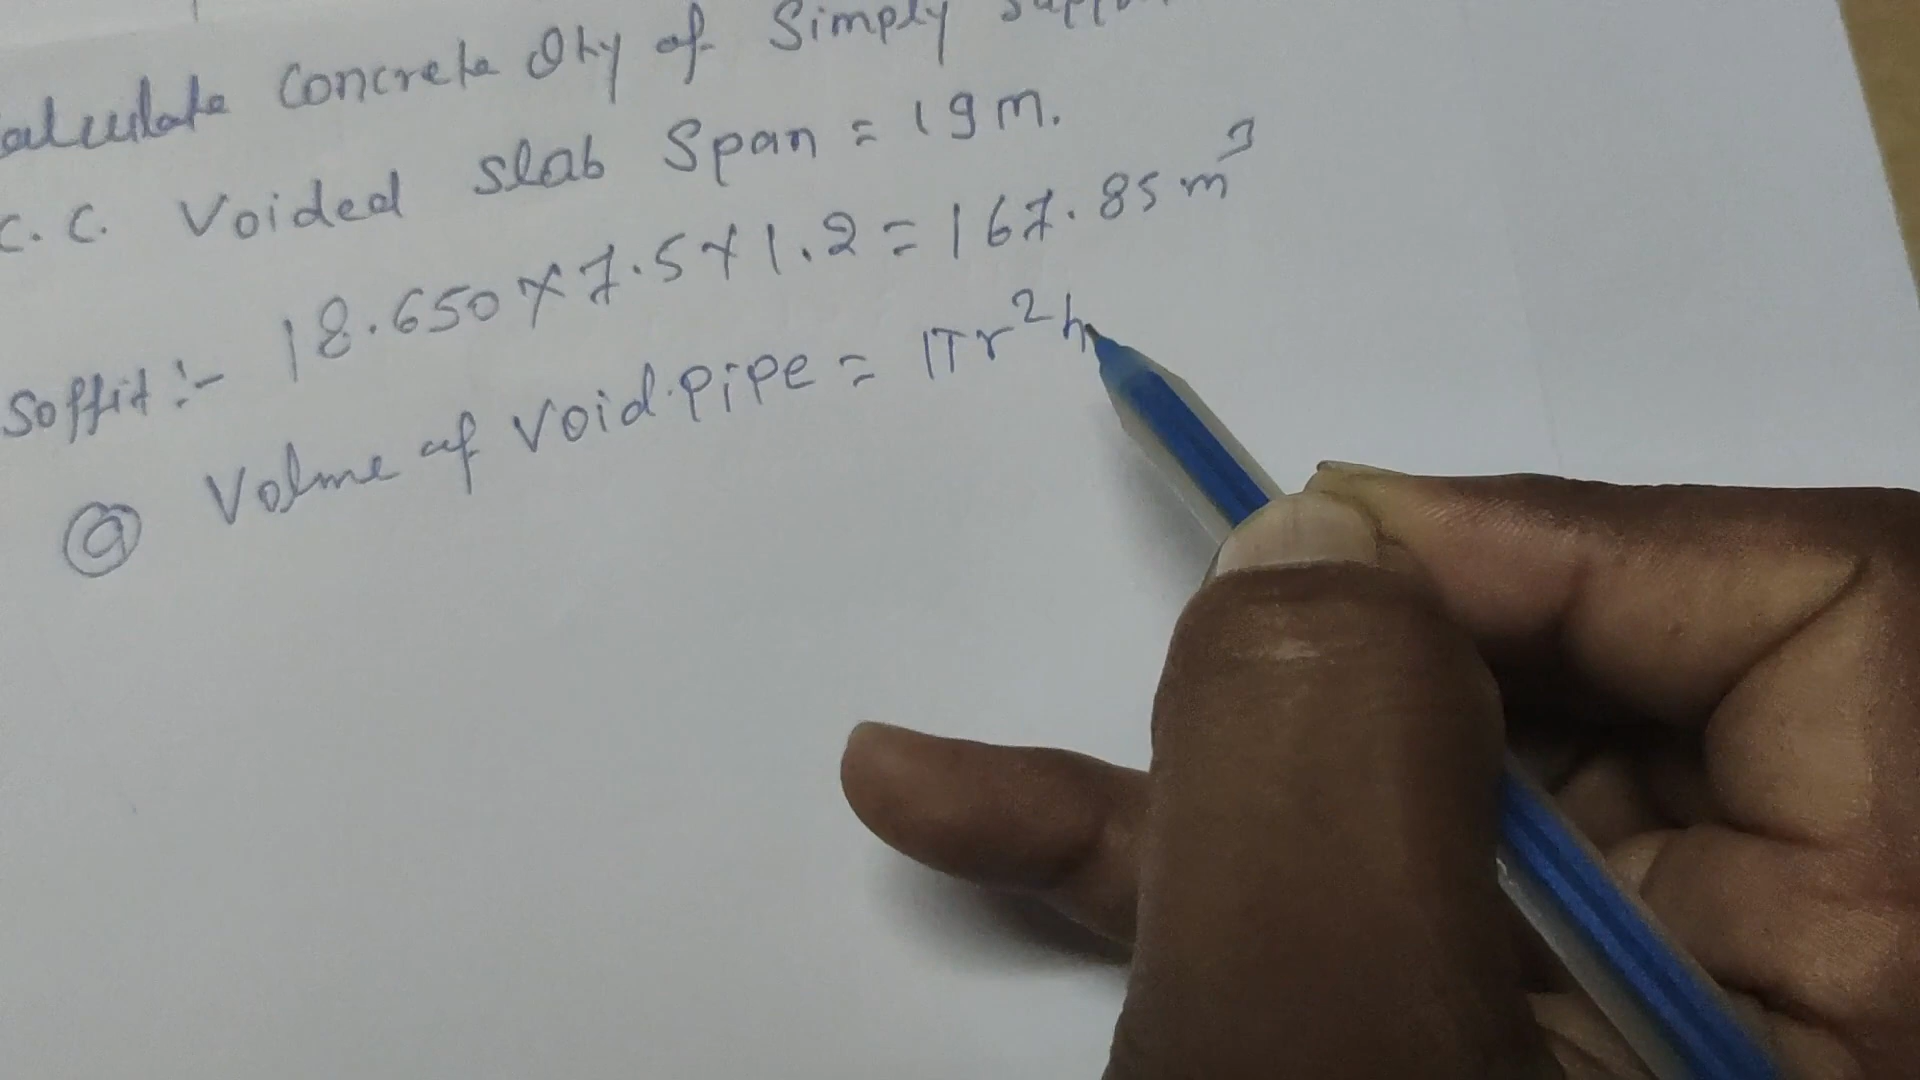 alculate Concrete Qty of Simply
C.C. Voided slab Span = 19m.
Soffit :- 18.650 × 7.5 × 1.2 = 167.85 m³
ⓐ Volme of Void.pipe = πr²h